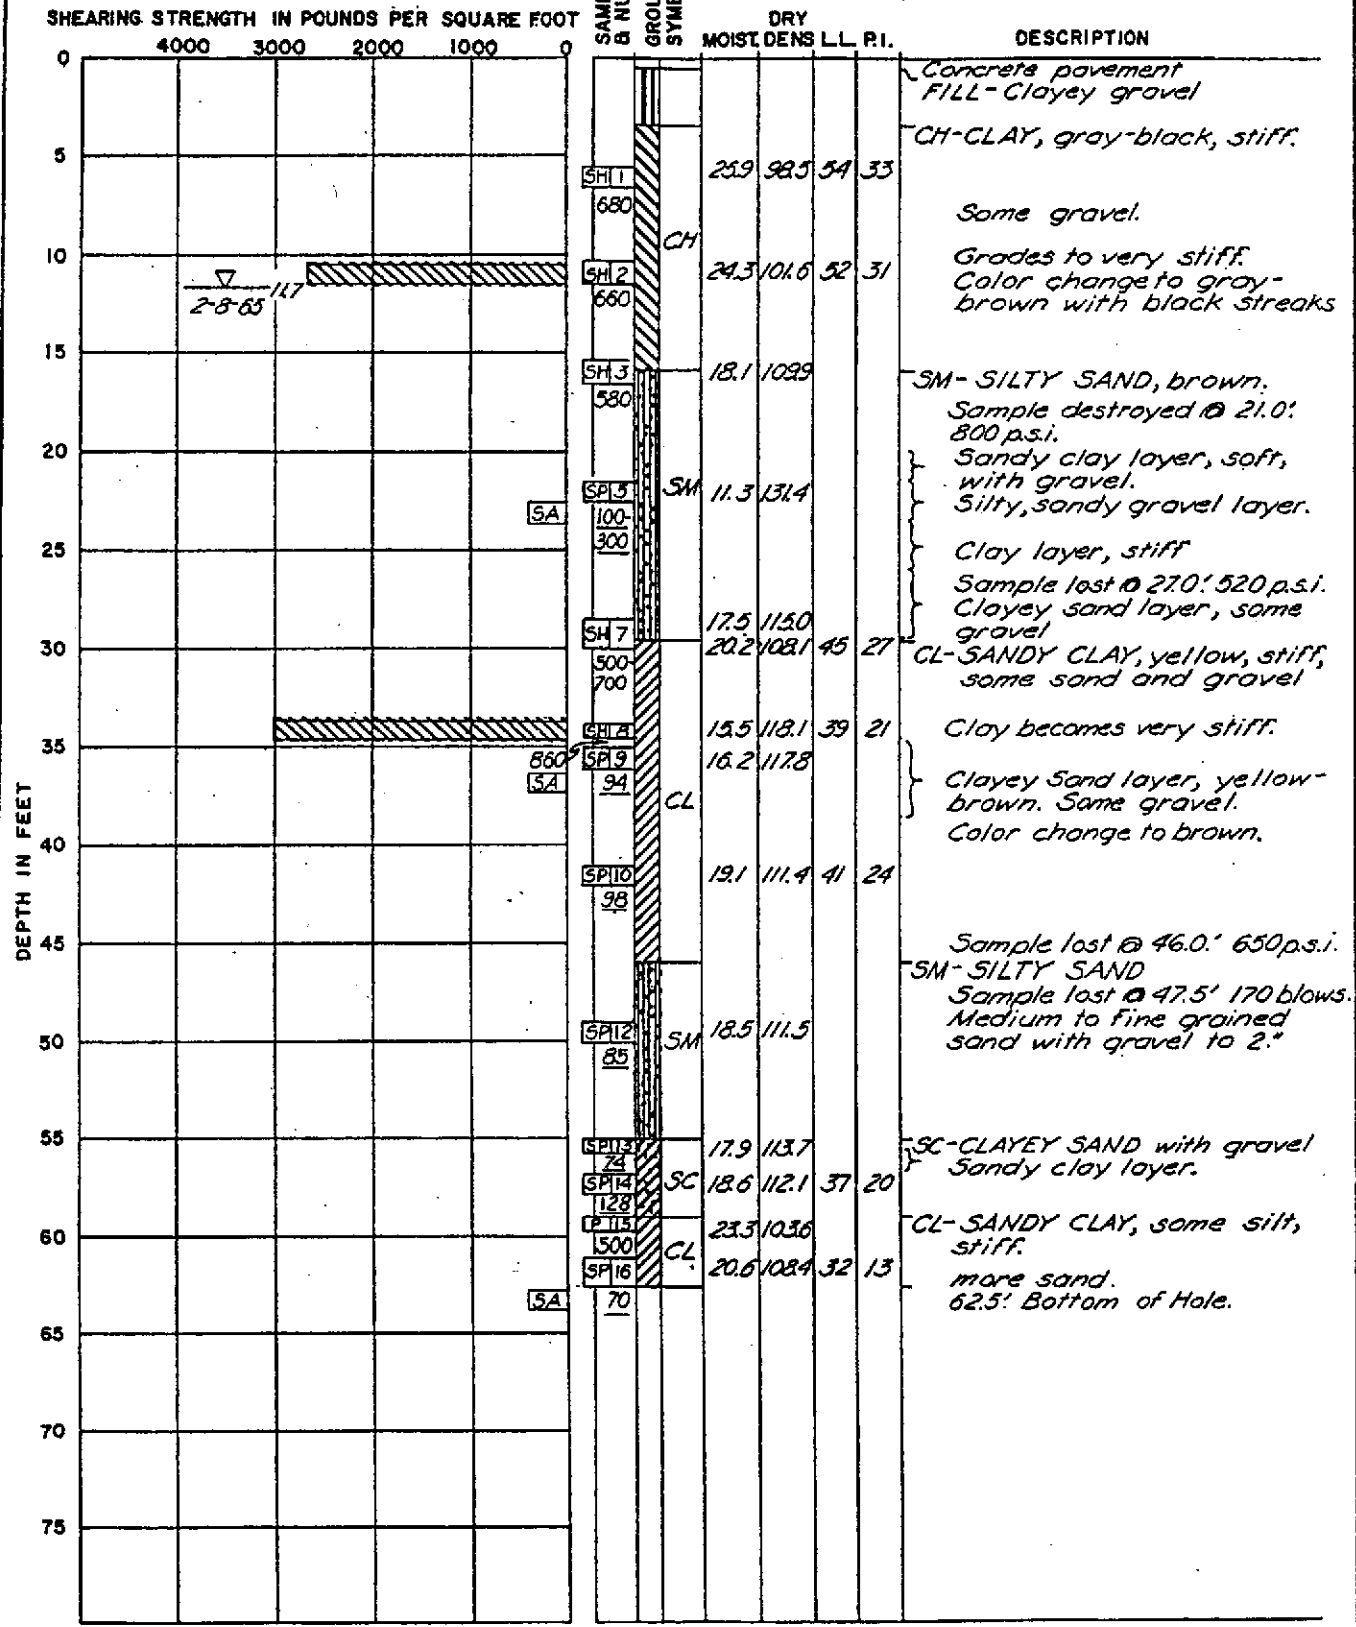 SHEARING STRENGTH IN POUNDS PER SQUARE FOOT
4000 3000 2000 1000 0
DRY
MOIST. DENS L.L. P.I. DESCRIPTION
DEPTH IN FEET
0
Concrete pavement
FILL-Clayey gravel
CH-CLAY, gray-black, stiff.
5
SH 1 25.9 98.5 54 33
680
Some gravel.
CH
10
Grades to very stiff.
SH 2 24.3 101.6 52 31
Color change to gray-
brown with black streaks
11.7
2-8-65
660
15
SH 3 18.1 109.9
SM- SILTY SAND, brown.
580
Sample destroyed @ 21.0'.
800 p.s.i.
20
Sandy clay layer, soft,
with gravel.
SP 5 SM 11.3 131.4
Silty, sandy gravel layer.
SA 100-
300
25
Clay layer, stiff
Sample lost @ 27.0'. 520 p.s.i.
Clayey sand layer, some
gravel
17.5 115.0
SH 7
20.2 108.1 45 27
30
CL-SANDY CLAY, yellow, stiff,
some sand and gravel
500-
700
SH 8 15.5 118.1 39 21
Clay becomes very stiff.
35
860 SP 9 16.2 117.8
SA 94
Clayey Sand layer, yellow-
brown. Some gravel.
CL
Color change to brown.
40
SP 10 19.1 111.4 41 24
98
45
Sample lost @ 46.0.' 650 p.s.i.
SM-SILTY SAND
Sample lost @ 47.5' 170 blows.
Medium to fine grained
sand with gravel to 2."
50
SP 12 SM 18.5 111.5
85
55
SP 13 17.9 113.7
SC-CLAYEY SAND with gravel
Sandy clay layer.
74
SP 14 SC 18.6 112.1 37 20
128
P 15 23.3 103.6
CL-SANDY CLAY, some silt,
stiff.
60
500 CL
SP 16 20.6 108.4 32 13
more sand.
62.5'. Bottom of Hole.
SA 70
65
70
75